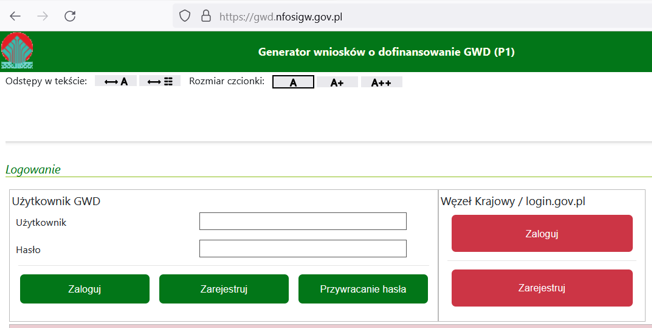 https://gwd.nfosigw.gov.pl
Generator wniosków o dofinansowanie GWD (P1)
Odstępy w tekście: A Rozmiar czcionki: A A+ A++
Logowanie
Użytkownik GWD
Użytkownik
Hasło
Zaloguj Zarejestruj Przywracanie hasła
Węzeł Krajowy / login.gov.pl
Zaloguj
Zarejestruj